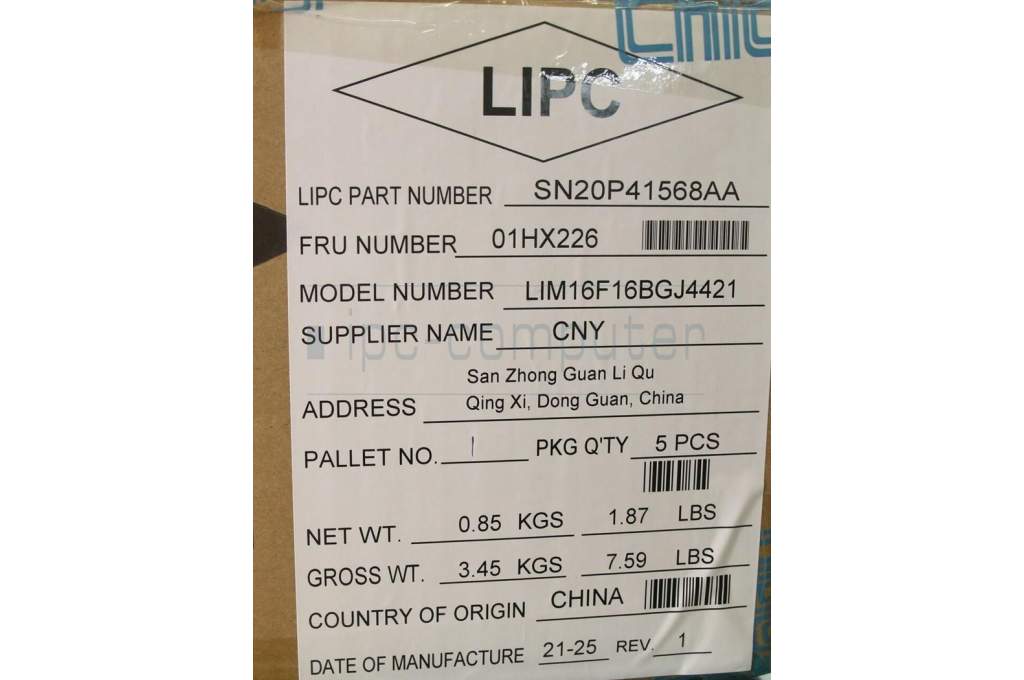 LIPC
LIPC PART NUMBER SN20P41568AA
FRU NUMBER 01HX226
MODEL NUMBER LIM16F16BGJ4421
SUPPLIER NAME CNY
ipc-computer
San Zhong Guan Li Qu
ADDRESS Qing Xi, Dong Guan, China
PALLET NO. 1 PKG Q'TY 5 PCS
NET WT. 0.85 KGS 1.87 LBS
GROSS WT. 3.45 KGS 7.59 LBS
COUNTRY OF ORIGIN CHINA
DATE OF MANUFACTURE 21-25 REV. 1